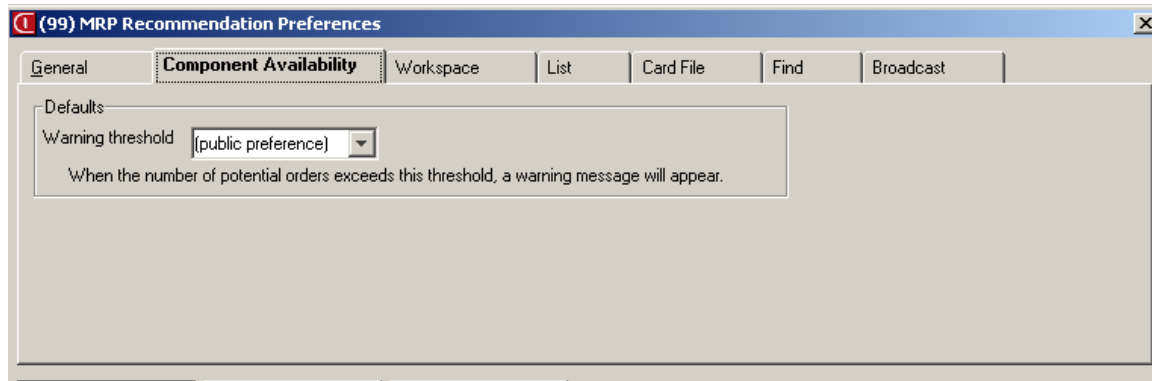 (99) MRP Recommendation Preferences
General Component Availability Workspace List Card File Find Broadcast
Defaults
Warning threshold (public preference)
When the number of potential orders exceeds this threshold, a warning message will appear.